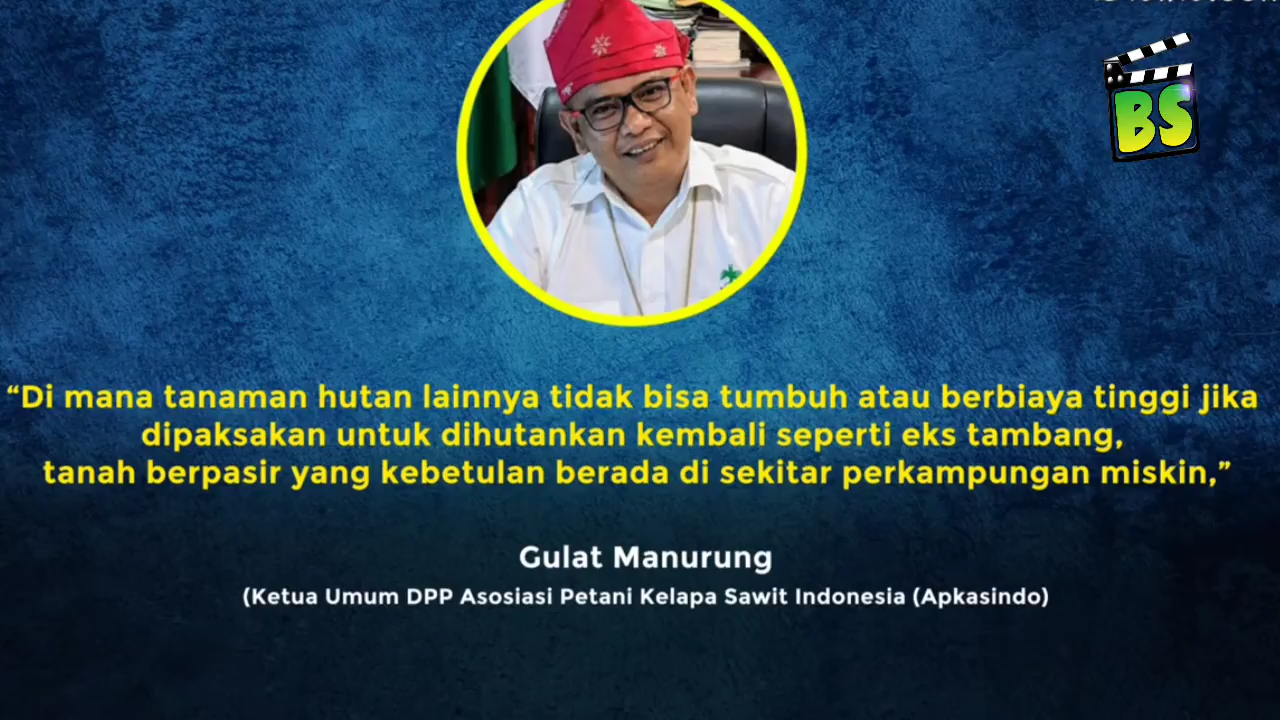 BS
“Di mana tanaman hutan lainnya tidak bisa tumbuh atau berbiaya tinggi jika
dipaksakan untuk dihutankan kembali seperti eks tambang,
tanah berpasir yang kebetulan berada di sekitar perkampungan miskin,”
Gulat Manurung
(Ketua Umum DPP Asosiasi Petani Kelapa Sawit Indonesia (Apkasindo)